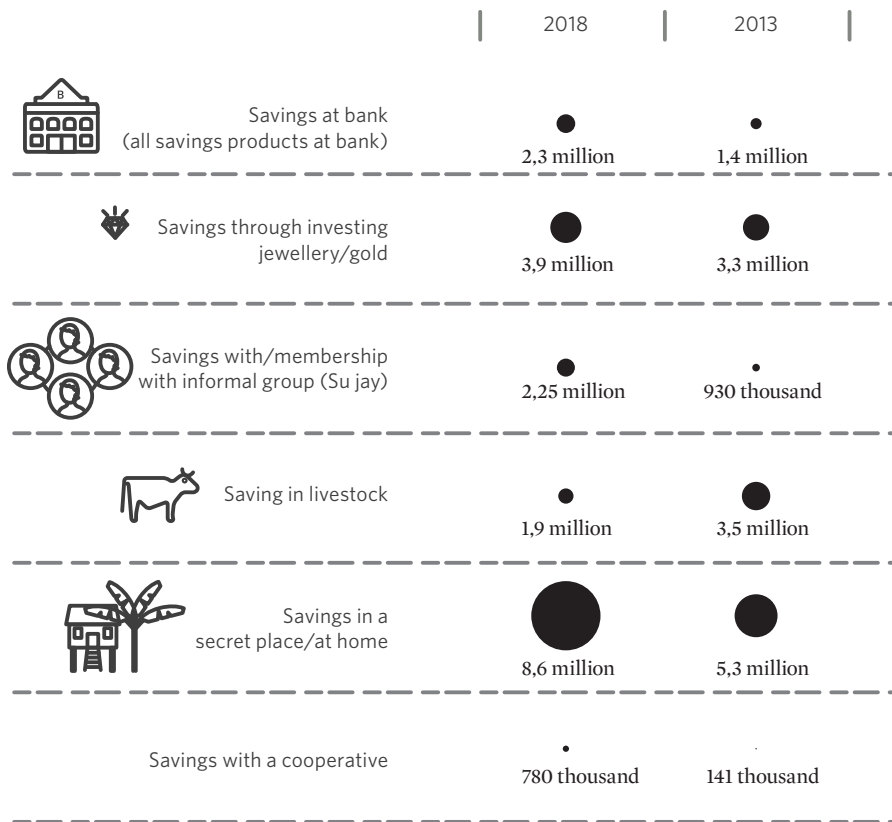 2018 2013
B
Savings at bank
(all savings products at bank)
2,3 million 1,4 million
Savings through investing
jewellery/gold
3,9 million 3,3 million
Savings with/membership
with informal group (Su jay)
2,25 million 930 thousand
Saving in livestock
1,9 million 3,5 million
Savings in a
secret place/at home
8,6 million 5,3 million
Savings with a cooperative
780 thousand 141 thousand